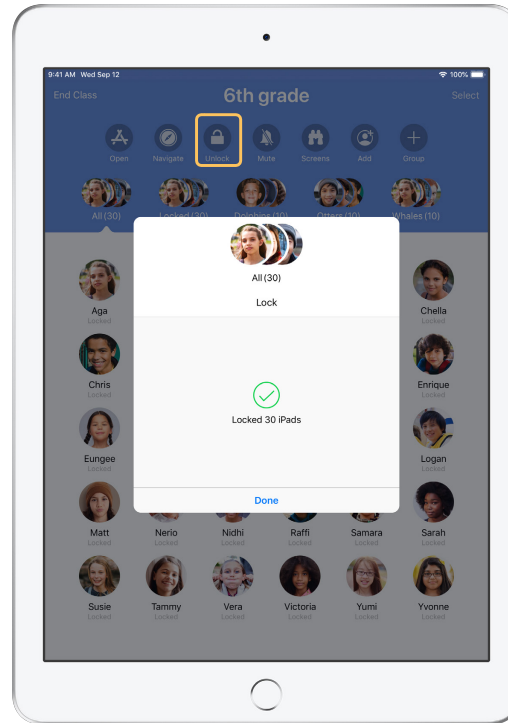 9:41 AM Wed Sep 12
100%
End Class
6th grade
Select
Open
Navigate
Unlock
Mute
Screens
Add
Group
All (30)
Locked (30)
Dolphins (10)
Otters (10)
Whales (10)
All (30)
Lock
Locked 30 iPads
Done
Aga
Locked
Chella
Locked
Chris
Locked
Enrique
Locked
Eungee
Locked
Logan
Locked
Matt
Nerio
Nidhi
Raffi
Samara
Sarah
Locked
Locked
Locked
Locked
Locked
Locked
Susie
Tammy
Vera
Victoria
Yumi
Yvonne
Locked
Locked
Locked
Locked
Locked
Locked